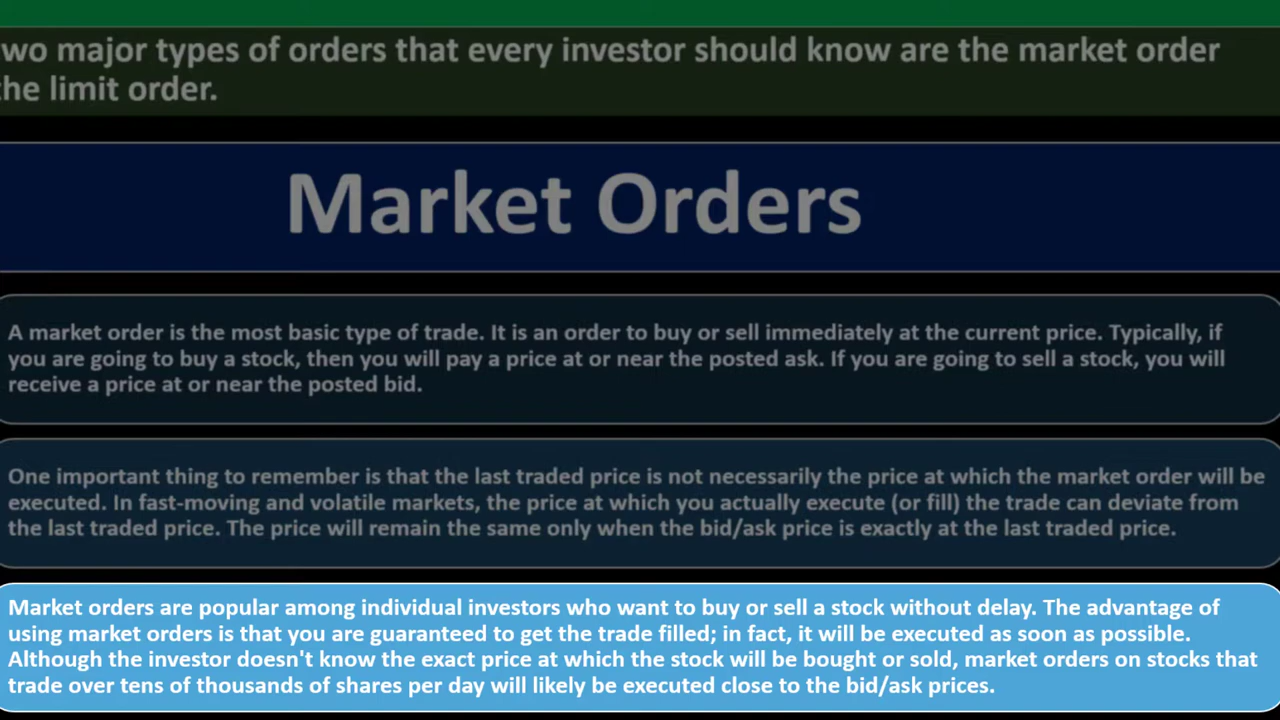 wo major types of orders that every investor should know are the market order
the limit order.
Market Orders
A market order is the most basic type of trade. It is an order to buy or sell immediately at the current price. Typically, if
you are going to buy a stock, then you will pay a price at or near the posted ask. If you are going to sell a stock, you will
receive a price at or near the posted bid.
One important thing to remember is that the last traded price is not necessarily the price at which the market order will be
executed. In fast-moving and volatile markets, the price at which you actually execute (or fill) the trade can deviate from
the last traded price. The price will remain the same only when the bid/ask price is exactly at the last traded price.
Market orders are popular among individual investors who want to buy or sell a stock without delay. The advantage of
using market orders is that you are guaranteed to get the trade filled; in fact, it will be executed as soon as possible.
Although the investor doesn't know the exact price at which the stock will be bought or sold, market orders on stocks that
trade over tens of thousands of shares per day will likely be executed close to the bid/ask prices.